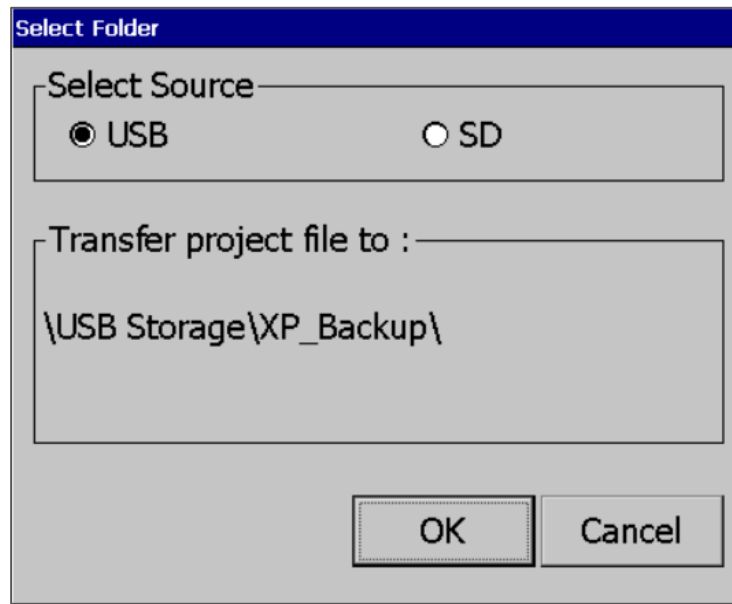 Select Folder
Select Source
USB SD
Transfer project file to :
\USB Storage\XP_Backup\
OK Cancel